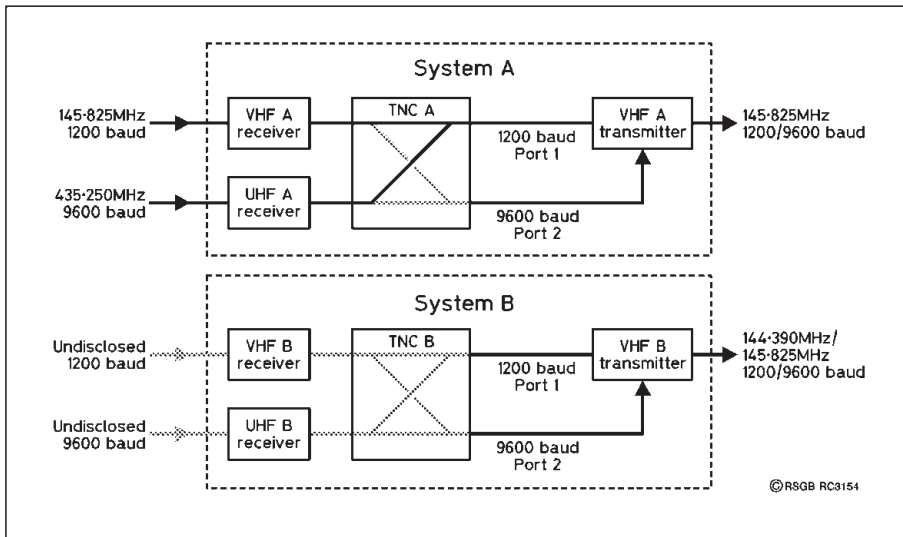 System A
145·825MHz
1200 baud
VHF A
receiver
TNC A
1200 baud
Port 1
VHF A
transmitter
145·825MHz
1200/9600 baud
435·250MHz
9600 baud
UHF A
receiver
9600 baud
Port 2
System B
Undisclosed
1200 baud
VHF B
receiver
TNC B
1200 baud
Port 1
VHF B
transmitter
144·390MHz/
145·825MHz
1200/9600 baud
Undisclosed
9600 baud
UHF B
receiver
9600 baud
Port 2
© RSGB RC3154